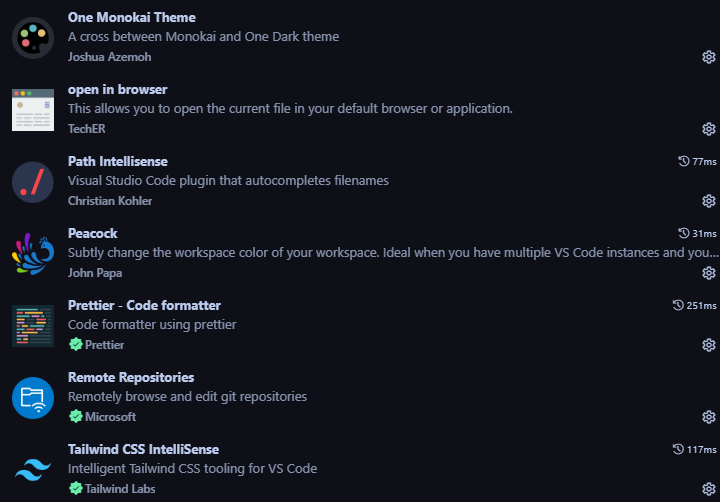 One Monokai Theme
A cross between Monokai and One Dark theme
Joshua Azemoh
open in browser
This allows you to open the current file in your default browser or application.
TechER
Path Intellisense 77ms
Visual Studio Code plugin that autocompletes filenames
Christian Kohler
Peacock 31ms
Subtly change the workspace color of your workspace. Ideal when you have multiple VS Code instances and you...
John Papa
Prettier - Code formatter 251ms
Code formatter using prettier
Prettier
Remote Repositories
Remotely browse and edit git repositories
Microsoft
Tailwind CSS IntelliSense 117ms
Intelligent Tailwind CSS tooling for VS Code
Tailwind Labs